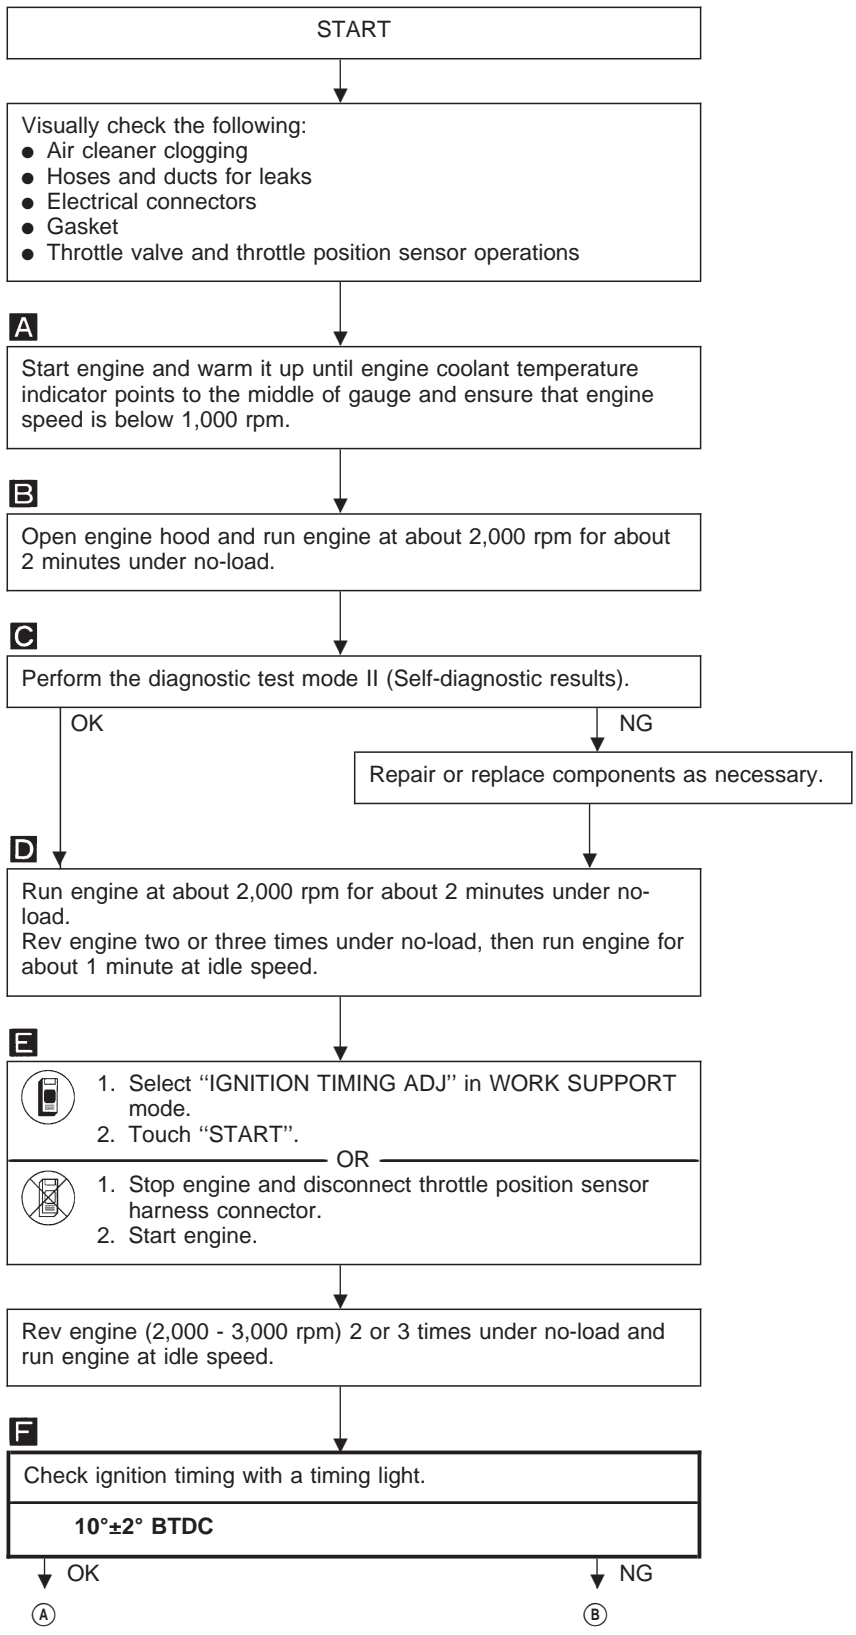 START
Visually check the following:
● Air cleaner clogging
● Hoses and ducts for leaks
● Electrical connectors
● Gasket
● Throttle valve and throttle position sensor operations
A
Start engine and warm it up until engine coolant temperature
indicator points to the middle of gauge and ensure that engine
speed is below 1,000 rpm.
B
Open engine hood and run engine at about 2,000 rpm for about
2 minutes under no-load.
C
Perform the diagnostic test mode II (Self-diagnostic results).
OK NG
Repair or replace components as necessary.
D
Run engine at about 2,000 rpm for about 2 minutes under no-
load.
Rev engine two or three times under no-load, then run engine for
about 1 minute at idle speed.
E
1. Select ‘‘IGNITION TIMING ADJ’’ in WORK SUPPORT
mode.
2. Touch ‘‘START’’.
OR
1. Stop engine and disconnect throttle position sensor
harness connector.
2. Start engine.
Rev engine (2,000 - 3,000 rpm) 2 or 3 times under no-load and
run engine at idle speed.
F
Check ignition timing with a timing light.
10°±2° BTDC
OK NG
A B